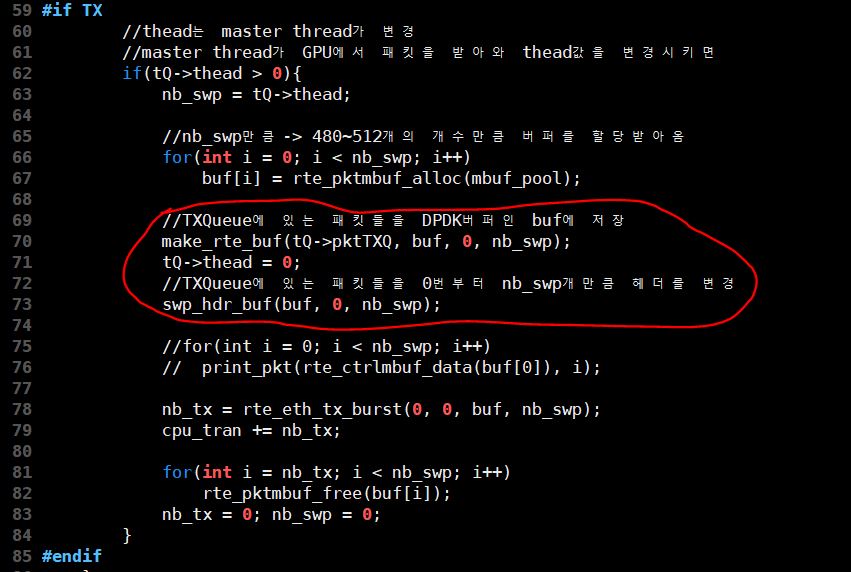 59 #if TX
60 //thead는 master thread가 변경
61 //master thread가 GPU에서 패킷을 받아와 thead값을 변경시키면
62 if(tQ->thead > 0){
63 nb_swp = tQ->thead;
64
65 //nb_swp만큼 -> 480~512개의 개수만큼 버퍼를 할당받아옴
66 for(int i = 0; i < nb_swp; i++)
67 buf[i] = rte_pktmbuf_alloc(mbuf_pool);
68
69 //TXQueue에 있는 패킷들을 DPDK버퍼인 buf에 저장
70 make_rte_buf(tQ->pktTXQ, buf, 0, nb_swp);
71 tQ->thead = 0;
72 //TXQueue에 있는 패킷들을 0번부터 nb_swp개만큼 헤더를 변경
73 swp_hdr_buf(buf, 0, nb_swp);
74
75 //for(int i = 0; i < nb_swp; i++)
76 //  print_pkt(rte_ctrlmbuf_data(buf[0]), i);
77
78 nb_tx = rte_eth_tx_burst(0, 0, buf, nb_swp);
79 cpu_tran += nb_tx;
80
81 for(int i = nb_tx; i < nb_swp; i++)
82 rte_pktmbuf_free(buf[i]);
83 nb_tx = 0; nb_swp = 0;
84 }
85 #endif